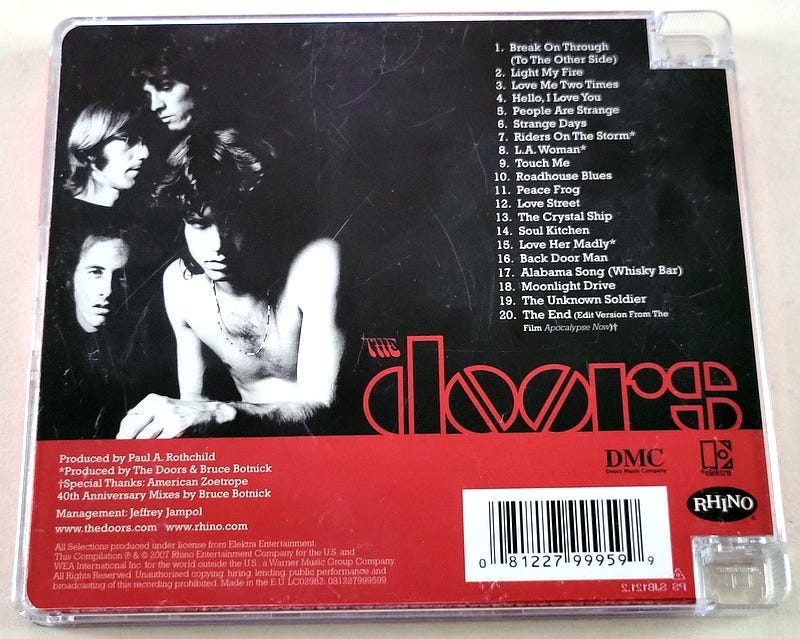 1. Break On Through
(To The Other Side)
2. Light My Fire
3. Love Me Two Times
4. Hello, I Love You
5. People Are Strange
6. Strange Days
7. Riders On The Storm*
8. L.A. Woman*
9. Touch Me
10. Roadhouse Blues
11. Peace Frog
12. Love Street
13. The Crystal Ship
14. Soul Kitchen
15. Love Her Madly*
16. Back Door Man
17. Alabama Song (Whisky Bar)
18. Moonlight Drive
19. The Unknown Soldier
20. The End (Edit Version From The
Film Apocalypse Now)†
THE
doors
Produced by Paul A. Rothchild
*Produced by The Doors & Bruce Botnick
†Special Thanks: American Zoetrope
40th Anniversary Mixes by Bruce Botnick
Management: Jeffrey Jampol
www.thedoors.com www.rhino.com
All Selections produced under license from Elektra Entertainment.
This Compilation ℗ & © 2007 Rhino Entertainment Company for the U.S. and
WEA International Inc. for the world outside the U.S., a Warner Music Group Company.
All Rights Reserved. Unauthorised copying, hiring, lending, public performance and
broadcasting of this recording prohibited. Made in the E.U. LC02982. 081227999599
DMC
Doors Music Company
elektra
RHINO
0 81227 99959 9
PS SJB121.2